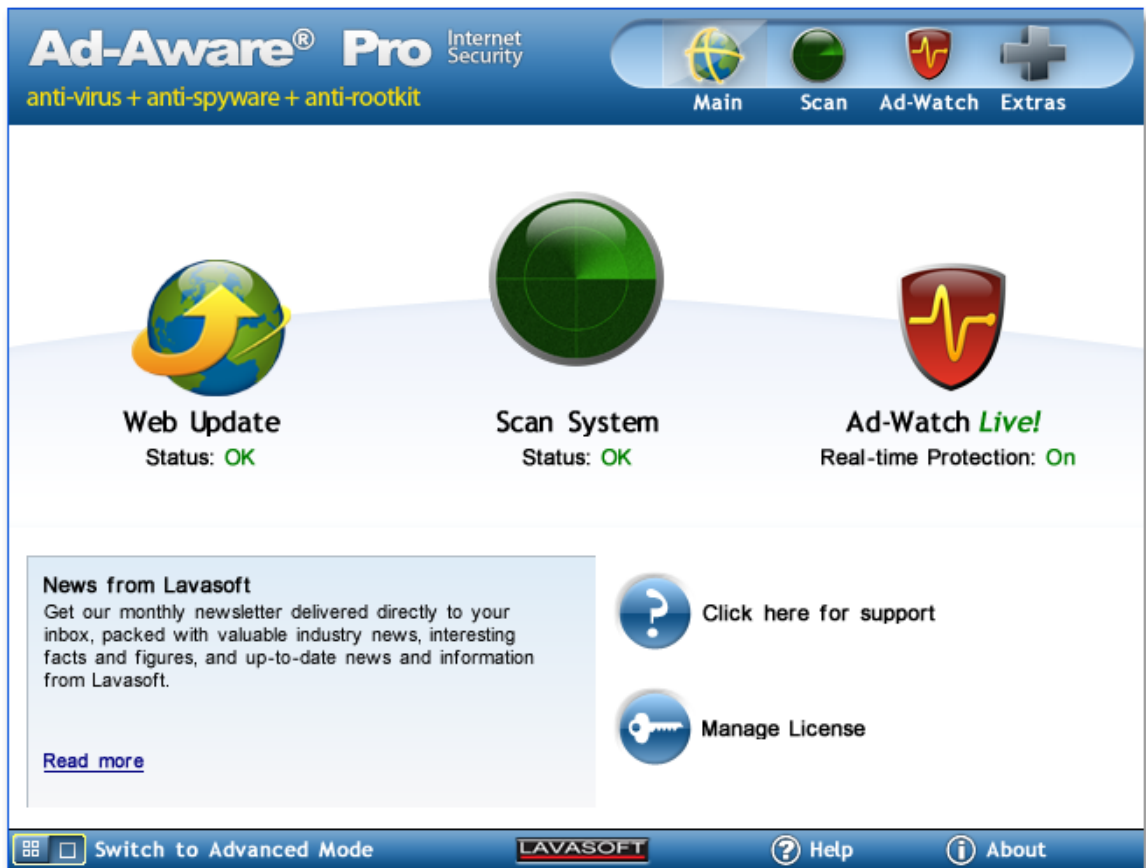 Ad-Aware® Pro Internet Security
anti-virus + anti-spyware + anti-rootkit
Main Scan Ad-Watch Extras
Web Update
Status: OK
Scan System
Status: OK
Ad-Watch Live!
Real-time Protection: On
News from Lavasoft
Get our monthly newsletter delivered directly to your
inbox, packed with valuable industry news, interesting
facts and figures, and up-to-date news and information
from Lavasoft.
Read more
Click here for support
Manage License
Switch to Advanced Mode
LAVASOFT
Help
About